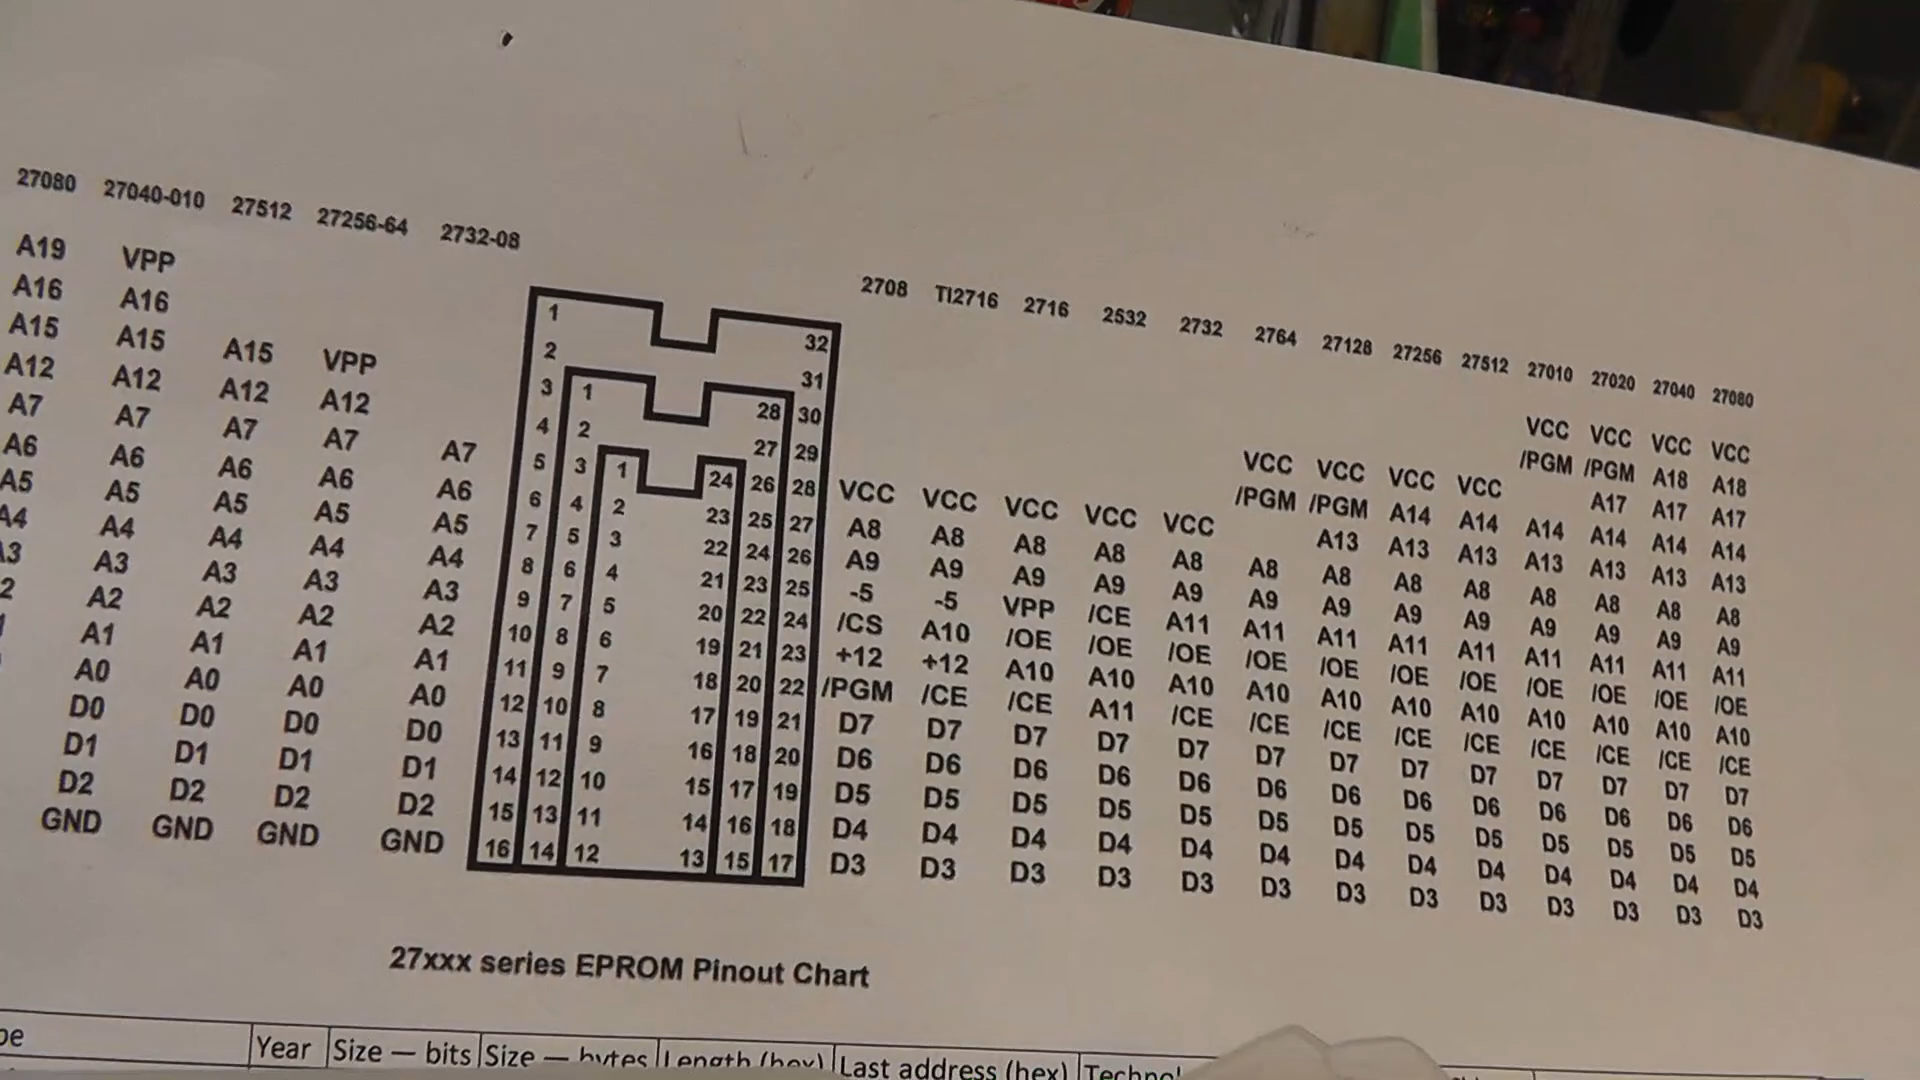 27080 27040-010 27512 27256-64 2732-08 2708 TI2716 2716 2532 2732 2764 27128 27256 27512 27010 27020 27040 27080
A19 VPP 1 32 VCC VCC VCC VCC
A16 A16 2 31 /PGM /PGM A18 A18
A15 A15 A15 VPP 3 1 28 30 VCC VCC VCC VCC A17 A17 A17
A12 A12 A12 A12 4 2 27 29 /PGM /PGM A14 A14 A14 A14 A14 A14
A7 A7 A7 A7 A7 5 3 1 24 26 28 VCC VCC VCC VCC VCC A13 A13 A13 A13 A13 A13 A13
A6 A6 A6 A6 A6 6 4 2 23 25 27 A8 A8 A8 A8 A8 A8 A8 A8 A8 A8 A8 A8 A8
A5 A5 A5 A5 A5 7 5 3 22 24 26 A9 A9 A9 A9 A9 A9 A9 A9 A9 A9 A9 A9 A9
A4 A4 A4 A4 A4 8 6 4 21 23 25 -5 -5 VPP /CE A11 A11 A11 A11 A11 A11 A11 A11 A11
A3 A3 A3 A3 A3 9 7 5 20 22 24 /CS A10 /OE /OE /OE /OE /OE /OE /OE /OE /OE /OE /OE
2 A2 A2 A2 A2 10 8 6 19 21 23 +12 +12 A10 A10 A10 A10 A10 A10 A10 A10 A10 A10 A10
A1 A1 A1 A1 11 9 7 18 20 22 /PGM /CE /CE A11 /CE /CE /CE /CE /CE /CE /CE /CE /CE
A0 A0 A0 A0 12 10 8 17 19 21 D7 D7 D7 D7 D7 D7 D7 D7 D7 D7 D7 D7 D7
D0 D0 D0 D0 13 11 9 16 18 20 D6 D6 D6 D6 D6 D6 D6 D6 D6 D6 D6 D6 D6
D1 D1 D1 D1 14 12 10 15 17 19 D5 D5 D5 D5 D5 D5 D5 D5 D5 D5 D5 D5 D5
D2 D2 D2 D2 15 13 11 14 16 18 D4 D4 D4 D4 D4 D4 D4 D4 D4 D4 D4 D4 D4
GND GND GND GND 16 14 12 13 15 17 D3 D3 D3 D3 D3 D3 D3 D3 D3 D3 D3 D3 D3
27xxx series EPROM Pinout Chart
pe Year Size — bits Size — bytes Length (hex) Last address (hex) Technol